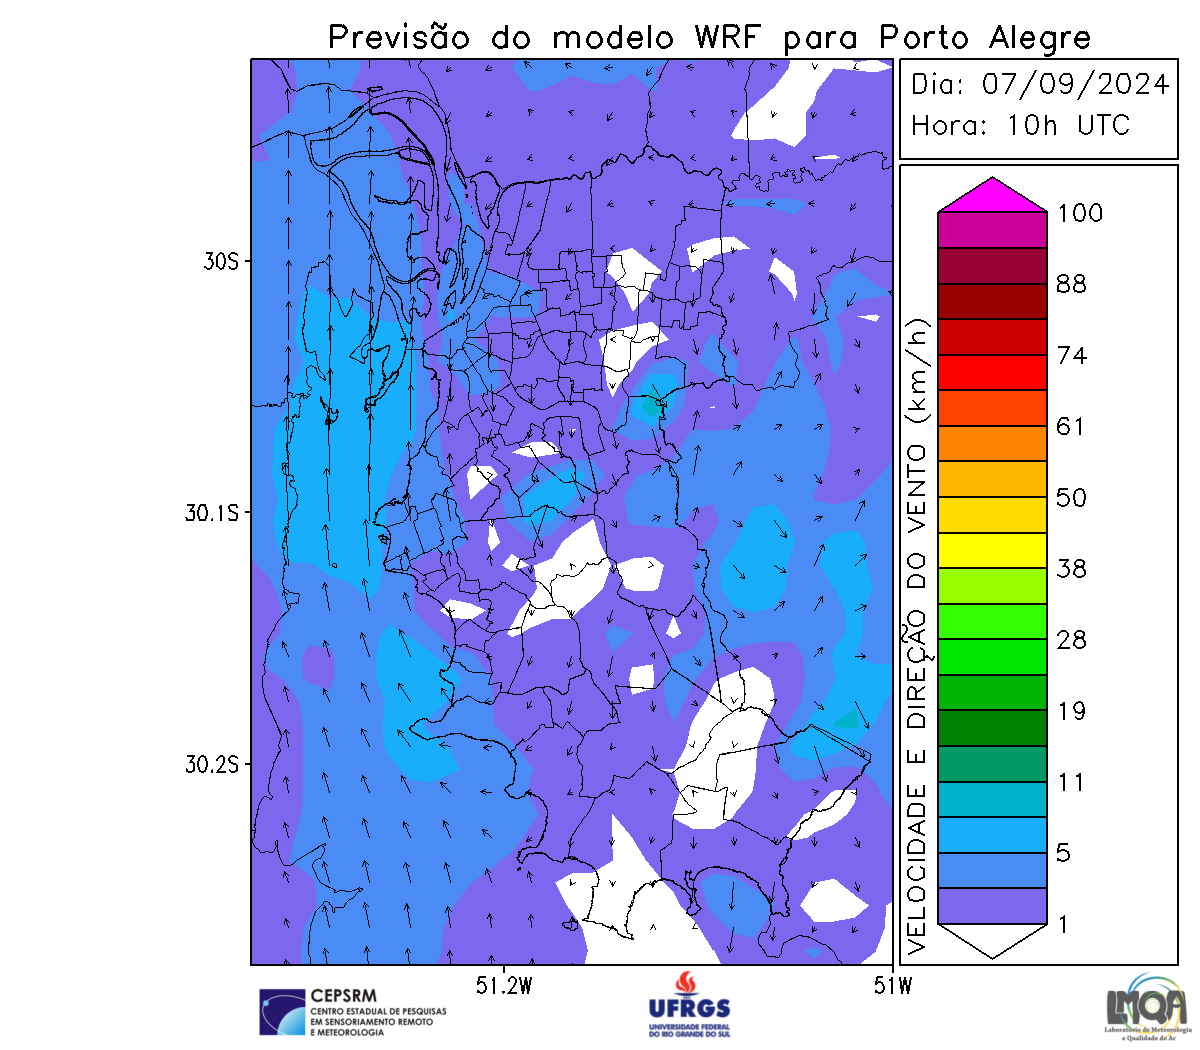 Previsão do modelo WRF para Porto Alegre
Dia: 07/09/2024
Hora: 10h UTC
30S
30.1S
30.2S
51.2W
51W
VELOCIDADE E DIREÇÃO DO VENTO (km/h)
100
88
74
61
50
38
28
19
11
5
1
CEPSRM
CENTRO ESTADUAL DE PESQUISAS
EM SENSORIAMENTO REMOTO
E METEOROLOGIA
UFRGS
UNIVERSIDADE FEDERAL
DO RIO GRANDE DO SUL
LMQA
Laboratório de Meteorologia
e Qualidade do Ar